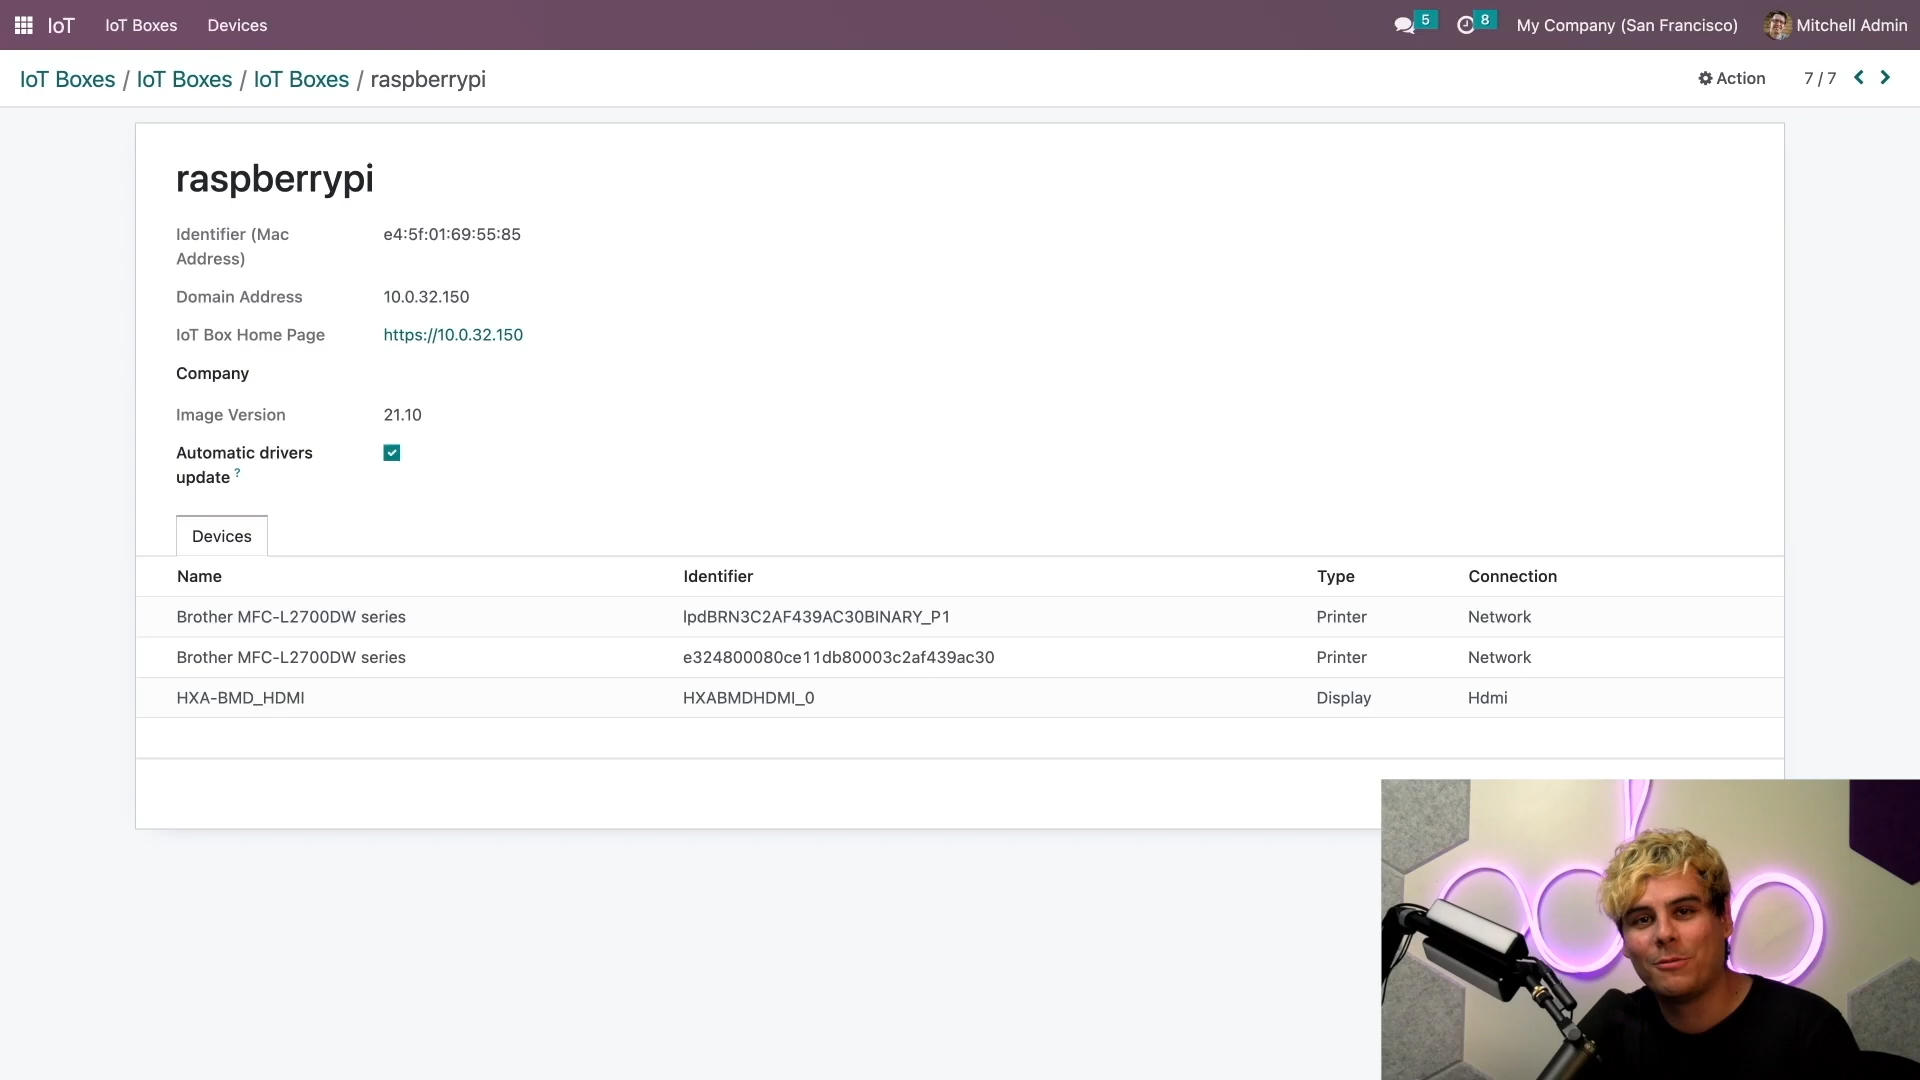 IoT IoT Boxes Devices 5 8 My Company (San Francisco) Mitchell Admin
IoT Boxes / IoT Boxes / IoT Boxes / raspberrypi Action 7 / 7
raspberrypi
Identifier (Mac Address) e4:5f:01:69:55:85
Domain Address 10.0.32.150
IoT Box Home Page https://10.0.32.150
Company
Image Version 21.10
Automatic drivers update ?
Devices
Name Identifier Type Connection
Brother MFC-L2700DW series lpdBRN3C2AF439AC30BINARY_P1 Printer Network
Brother MFC-L2700DW series e324800080ce11db80003c2af439ac30 Printer Network
HXA-BMD_HDMI HXABMDHDMI_0 Display Hdmi
odoo